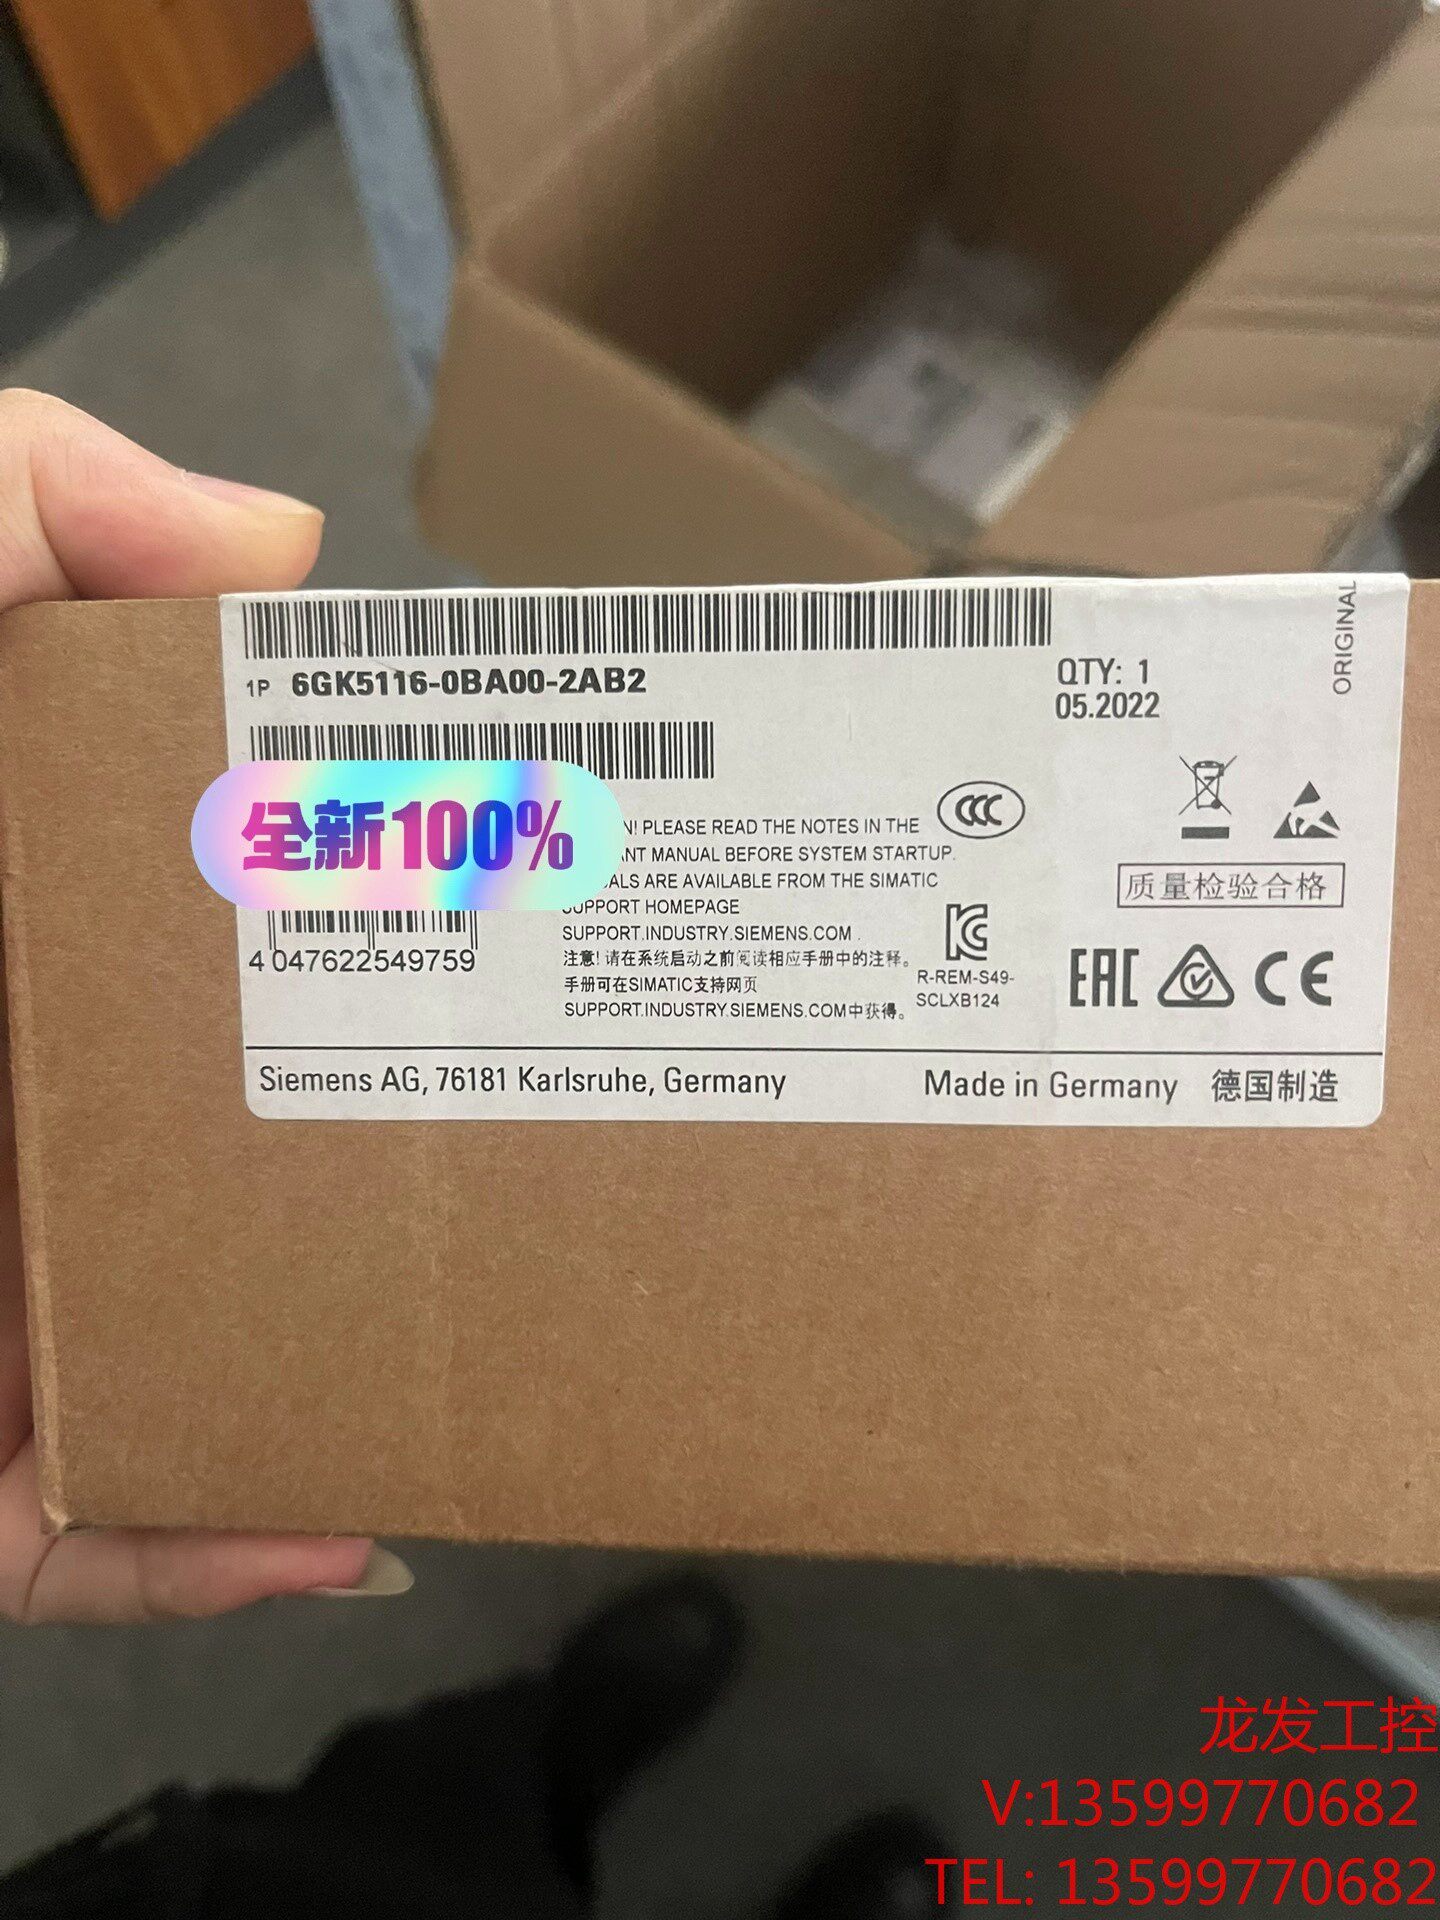 ORIGINAL
1P 6GK5116-0BA00-2AB2
QTY: 1
05.2022
全新100%
N! PLEASE READ THE NOTES IN THE
ANT MANUAL BEFORE SYSTEM STARTUP.
ALS ARE AVAILABLE FROM THE SIMATIC
SUPPORT HOMEPAGE
SUPPORT.INDUSTRY.SIEMENS.COM.
注意!请在系统启动之前阅读相应手册中的注释。
手册可在SIMATIC支持网页
SUPPORT.INDUSTRY.SIEMENS.COM中获得。
4 047622549759
CCC
质量检验合格
KC
R-REM-S49-
SCLXB124
EAC
CE
Siemens AG, 76181 Karlsruhe, Germany
Made in Germany 德国制造
龙发工控
V:13599770682
TEL: 13599770682